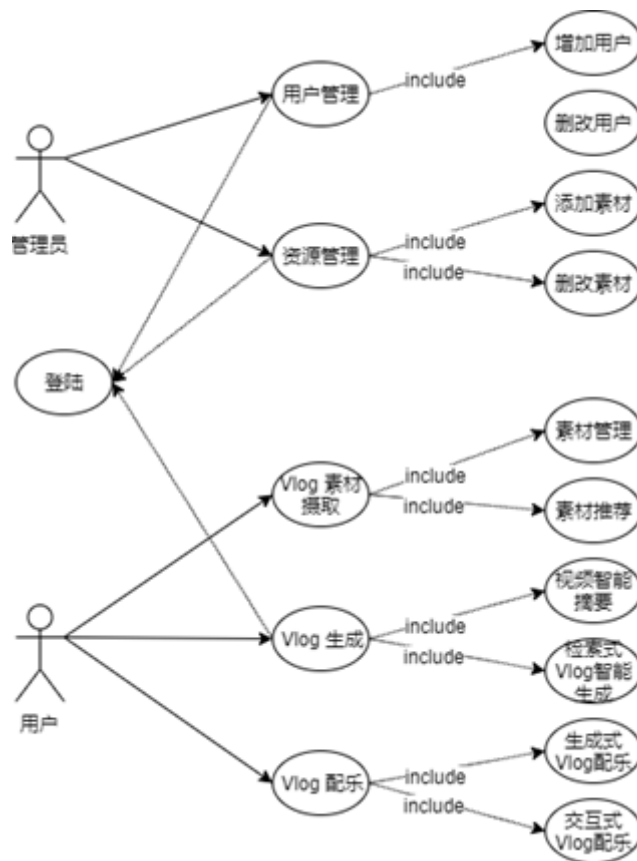 增加用户
include
用户管理
删改用户
管理员
添加素材
include
资源管理
include
删改素材
登陆
素材管理
include
Vlog 素材
摄取
include
素材推荐
视频智能
摘要
include
Vlog 生成
include
检素式
Vlog智能
生成
用户
生成式
Vlog配乐
include
Vlog 配乐
include
交互式
Vlog配乐